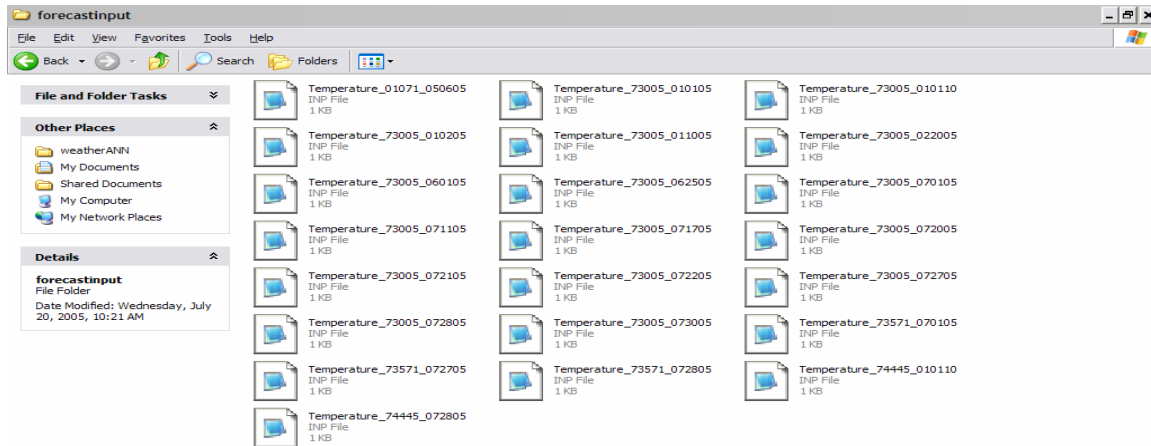 forecastinput
File Edit View Favorites Tools Help
Back Search Folders
File and Folder Tasks
Other Places
weatherANN
My Documents
Shared Documents
My Computer
My Network Places
Details
forecastinput
File Folder
Date Modified: Wednesday, July
20, 2005, 10:21 AM
Temperature_01071_050605
INP File
1 KB
Temperature_73005_010105
INP File
1 KB
Temperature_73005_010110
INP File
1 KB
Temperature_73005_010205
INP File
1 KB
Temperature_73005_011005
INP File
1 KB
Temperature_73005_022005
INP File
1 KB
Temperature_73005_060105
INP File
1 KB
Temperature_73005_062505
INP File
1 KB
Temperature_73005_070105
INP File
1 KB
Temperature_73005_071105
INP File
1 KB
Temperature_73005_071705
INP File
1 KB
Temperature_73005_072005
INP File
1 KB
Temperature_73005_072105
INP File
1 KB
Temperature_73005_072205
INP File
1 KB
Temperature_73005_072705
INP File
1 KB
Temperature_73005_072805
INP File
1 KB
Temperature_73005_073005
INP File
1 KB
Temperature_73571_070105
INP File
1 KB
Temperature_73571_072705
INP File
1 KB
Temperature_73571_072805
INP File
1 KB
Temperature_74445_010110
INP File
1 KB
Temperature_74445_072805
INP File
1 KB